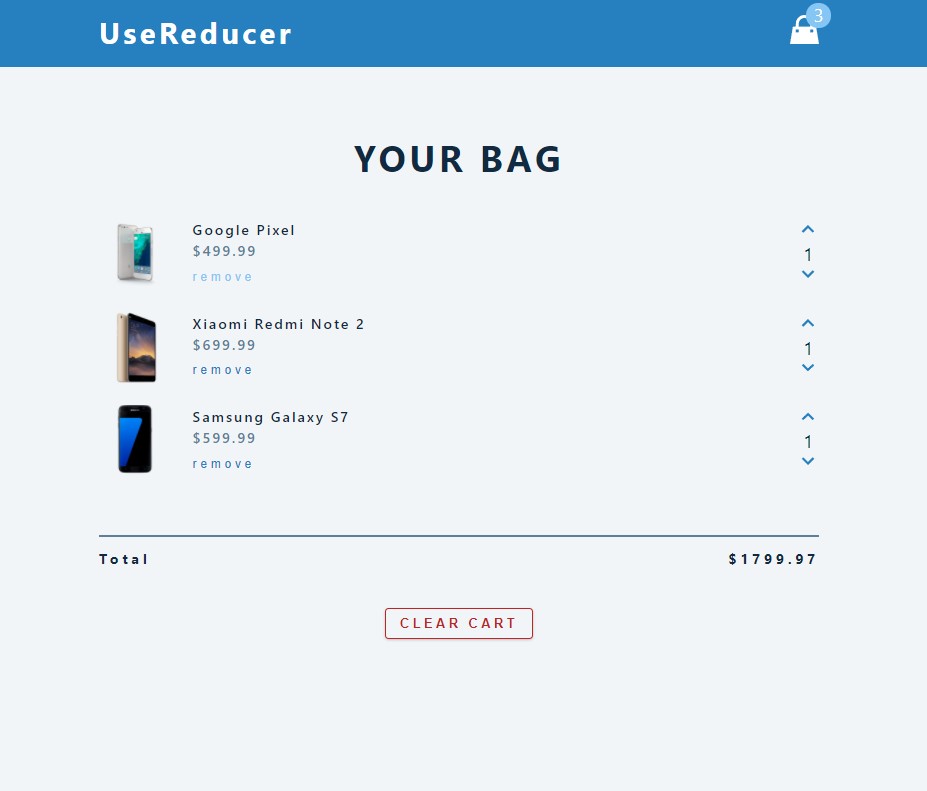 UseReducer
3
YOUR BAG
Google Pixel
$499.99
remove
1
Xiaomi Redmi Note 2
$699.99
remove
1
Samsung Galaxy S7
$599.99
remove
1
Total $1799.97
CLEAR CART